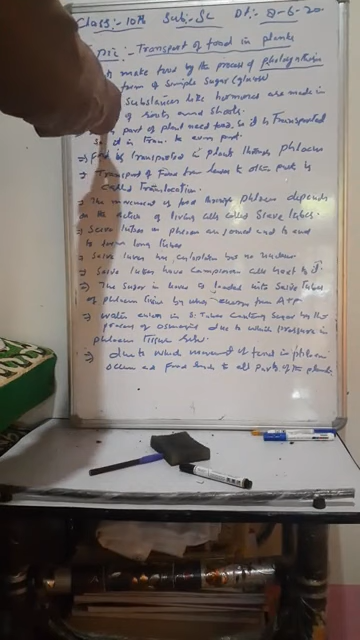 Class:- 10th Sub:- Sc Dt:- 9-6-20
Topic:- Transport of food in plants
make food by the process of photosynthesis
form of simple sugar (glucose
Substances like hormones are made in
of roots and shoots.
part of plant need food, so it is Transported
to every part.
⇒ food is Transported in plants through phloem
⇒ Transport of food from leaves to other part is
called Translocation.
⇒ The movement of food through phloem depends
on the action of living cells called Sieve tubes.
⇒ Sieve tubes in phloem are joined end to end
to form long tubes
⇒ Sieve tubes has cytoplasm but no nucleus
⇒ Sieve tubes have companion cells next to it
⇒ The sugar in leaves is loaded into Sieve tubes
of phloem by energy from ATP
⇒ water enters in S. Tubes containing sugar by the
process of osmosis due to which pressure in
phloem tissue
⇒ due to which movement of food in phloem
occurs and food to all parts of the plants.